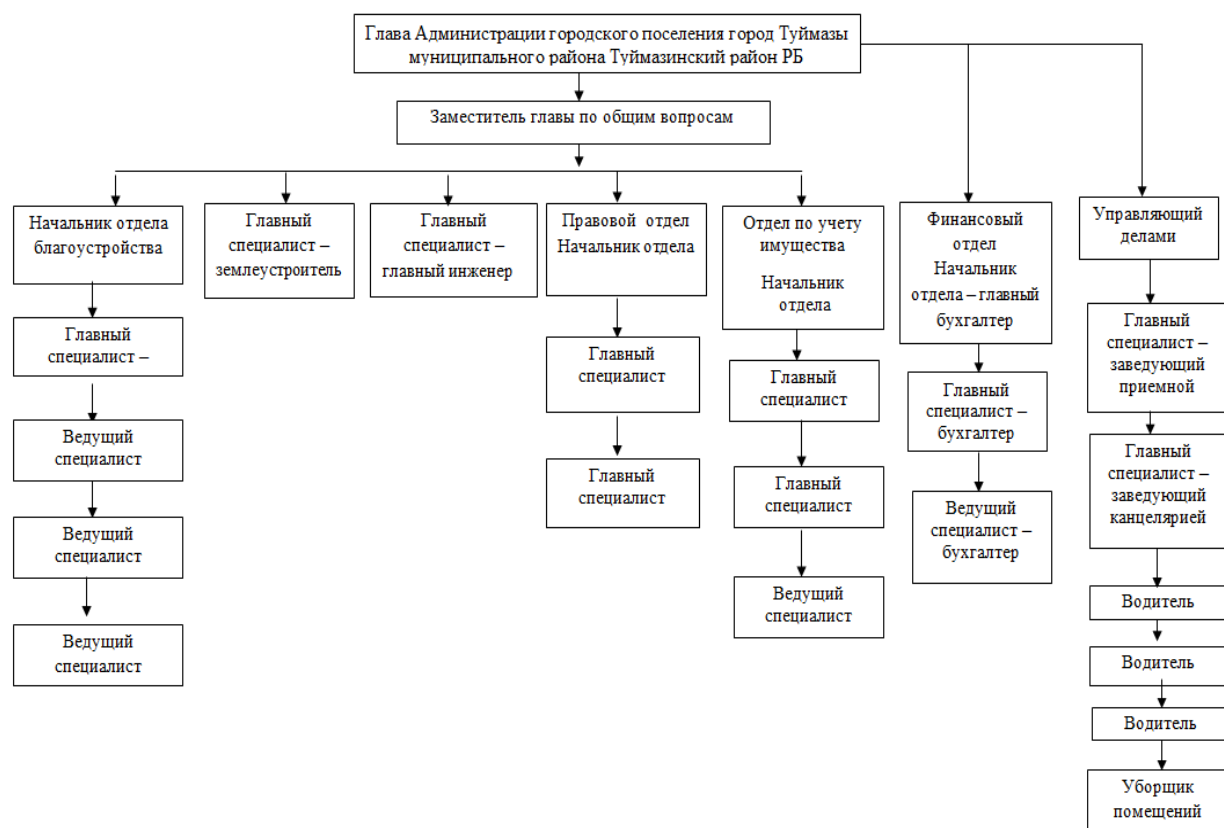 Глава Администрации городского поселения город Туймазы
муниципального района Туймазинский район РБ
Заместитель главы по общим вопросам
Начальник отдела
благоустройства
Главный
специалист –
Ведущий
специалист
Ведущий
специалист
Ведущий
специалист
Главный
специалист –
землеустроитель
Главный
специалист –
главный инженер
Правовой отдел
Начальник отдела
Главный
специалист
Главный
специалист
Отдел по учету
имущества
Начальник
отдела
Главный
специалист
Главный
специалист
Ведущий
специалист
Финансовый
отдел
Начальник
отдела – главный
бухгалтер
Главный
специалист –
бухгалтер
Ведущий
специалист –
бухгалтер
Управляющий
делами
Главный
специалист –
заведующий
приемной
Главный
специалист –
заведующий
канцелярией
Водитель
Водитель
Водитель
Уборщик
помещений